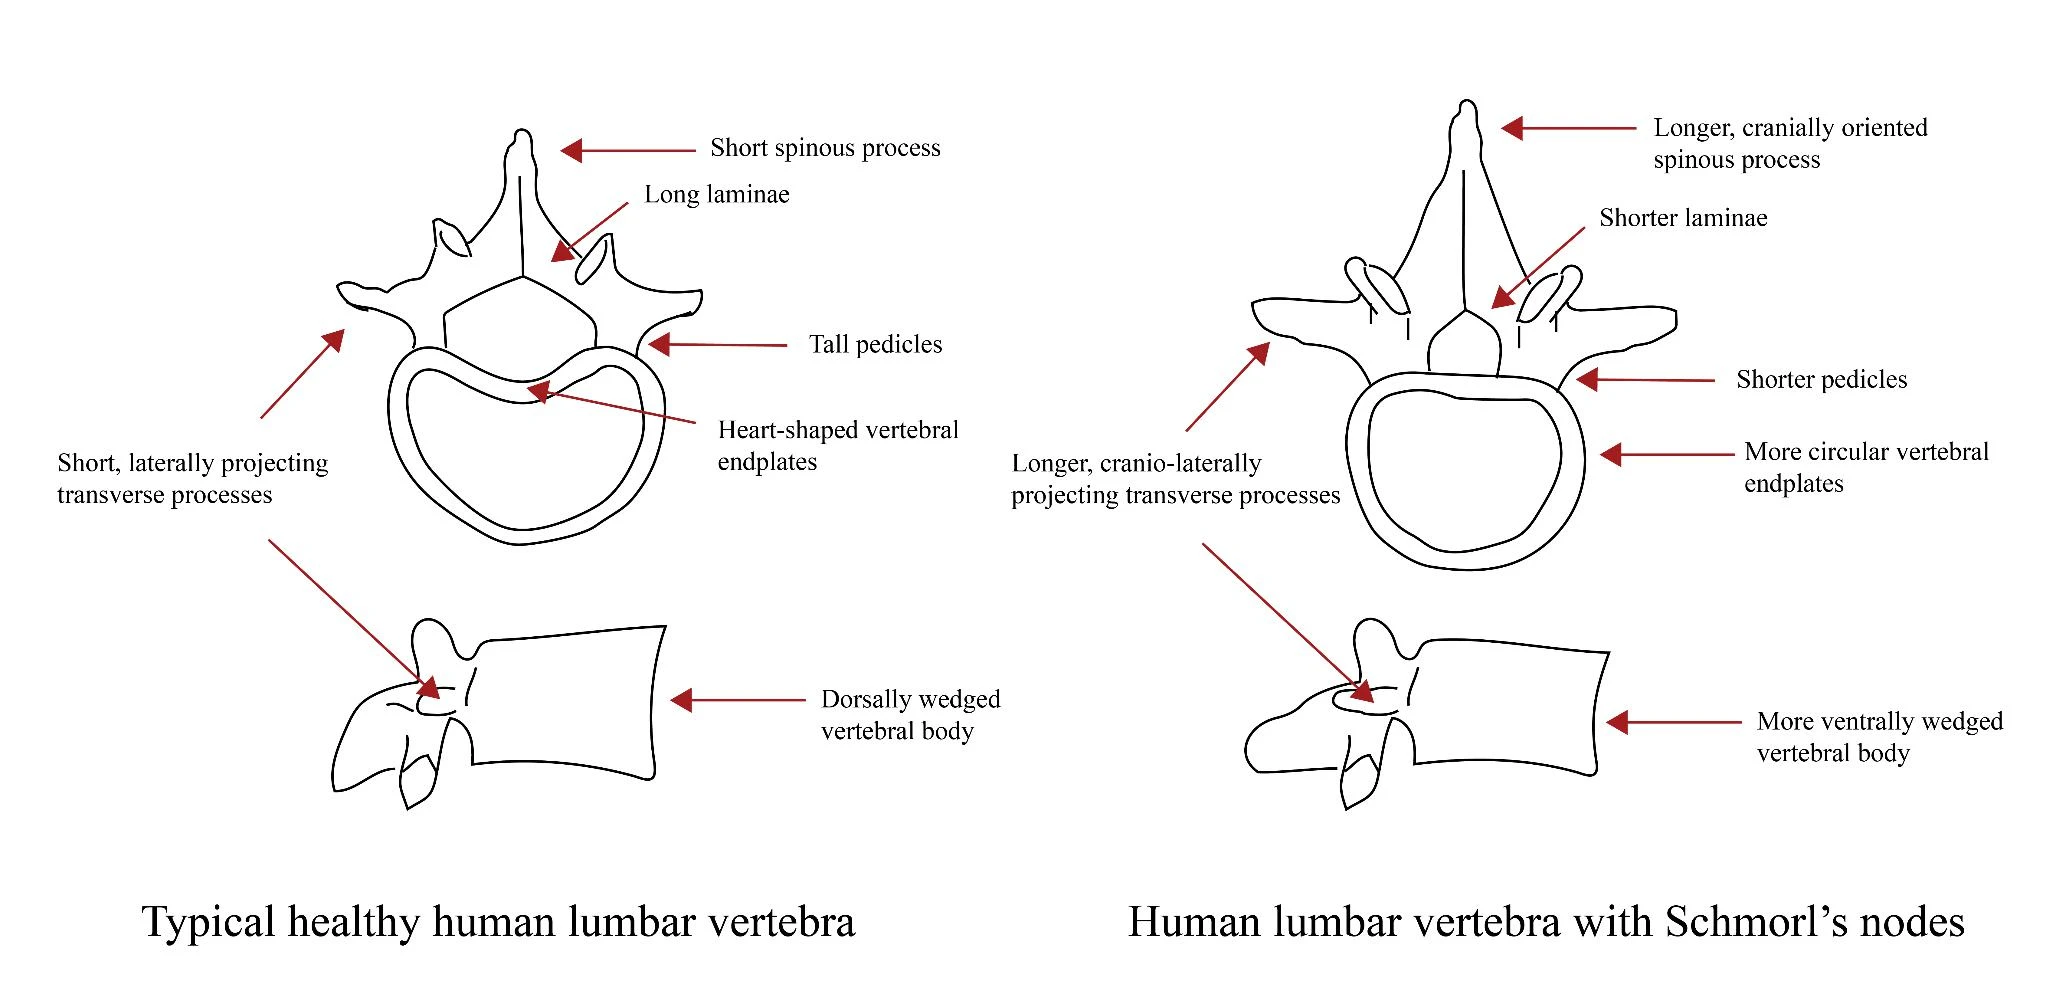 Short spinous process
Long laminae
Tall pedicles
Heart-shaped vertebral
endplates
Short, laterally projecting
transverse processes
Dorsally wedged
vertebral body
Typical healthy human lumbar vertebra
Longer, cranially oriented
spinous process
Shorter laminae
Shorter pedicles
More circular vertebral
endplates
Longer, cranio-laterally
projecting transverse processes
More ventrally wedged
vertebral body
Human lumbar vertebra with Schmorl’s nodes